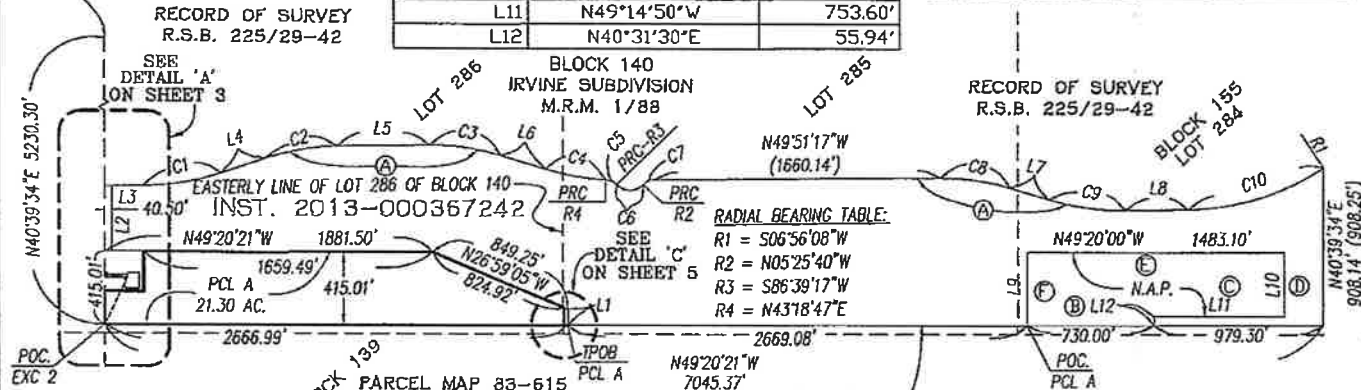 RECORD OF SURVEY
R.S.B. 225/29-42
L11 N49°14'50"W 753.60'
L12 N40°31'30"E 55.94'
SEE
DETAIL 'A'
ON SHEET 3
BLOCK 140
IRVINE SUBDIVISION
M.R.M. 1/88
LOT 286
LOT 285
RECORD OF SURVEY
R.S.B. 225/29-42
BLOCK 155
LOT 284
N40°39'34"E 5230.30'
C1
L4
C2
L5
C3
L6
C4
C5
PRC-R3
C7
N49°51'17"W
(1660.14')
C8
L7
C9
L8
C10
R1
A
A
EASTERLY LINE OF LOT 286 OF BLOCK 140
INST. 2013-000367242
L3
40.50'
L2
PRC
R4
C6
PRC
R2
RADIAL BEARING TABLE:
R1 = S06°56'08"W
R2 = N05°25'40"W
R3 = S86°39'17"W
R4 = N43°18'47"E
SEE
DETAIL 'C'
ON SHEET 5
N49°20'21"W 1881.50'
1659.49'
PCL A
21.30 AC.
415.01'
415.01'
849.25'
N26°59'05"W
824.92'
L1
N49°20'00"W 1483.10'
E
N.A.P.
F
B
L12
L11
C
L10
D
L9
N40°39'34"E
908.14' (908.25')
2666.99'
2669.08'
730.00'
979.30'
POC.
EXC 2
139
PARCEL MAP 83-615
TPOB
PCL A
N49°20'21"W
7045.37'
POC.
PCL A